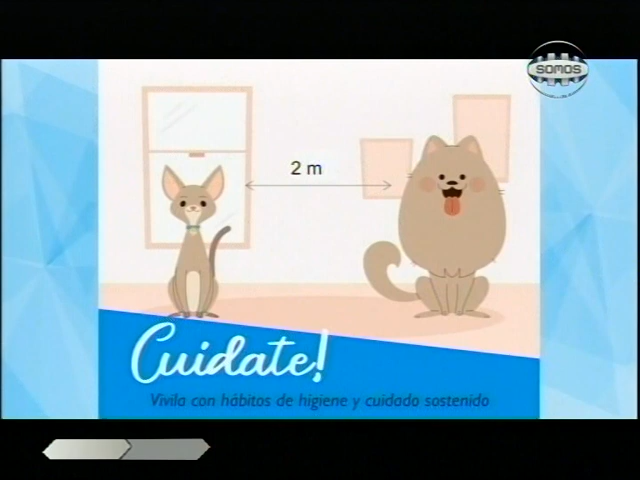 SOMOS
2 m
Cuidate!
Vivila con hábitos de higiene y cuidado sostenido